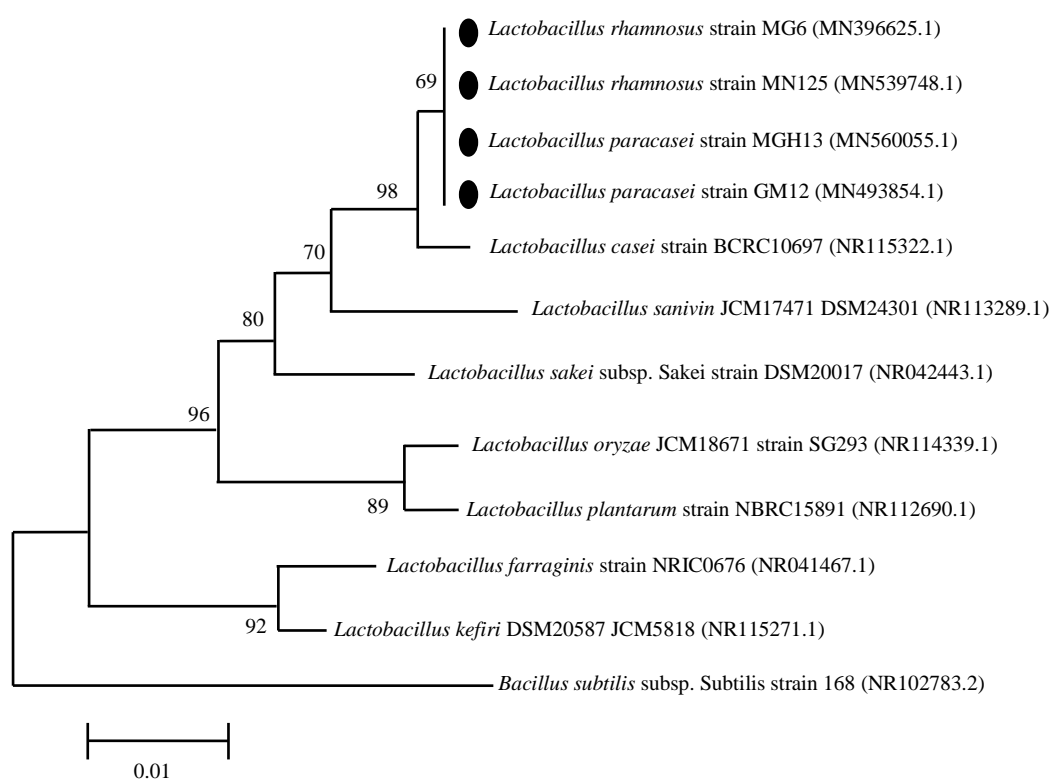 Lactobacillus rhamnosus strain MG6 (MN396625.1)
69
Lactobacillus rhamnosus strain MN125 (MN539748.1)
Lactobacillus paracasei strain MGH13 (MN560055.1)
98
Lactobacillus paracasei strain GM12 (MN493854.1)
Lactobacillus casei strain BCRC10697 (NR115322.1)
70
Lactobacillus sanivin JCM17471 DSM24301 (NR113289.1)
80
Lactobacillus sakei subsp. Sakei strain DSM20017 (NR042443.1)
96
Lactobacillus oryzae JCM18671 strain SG293 (NR114339.1)
89
Lactobacillus plantarum strain NBRC15891 (NR112690.1)
Lactobacillus farraginis strain NRIC0676 (NR041467.1)
92
Lactobacillus kefiri DSM20587 JCM5818 (NR115271.1)
Bacillus subtilis subsp. Subtilis strain 168 (NR102783.2)
0.01